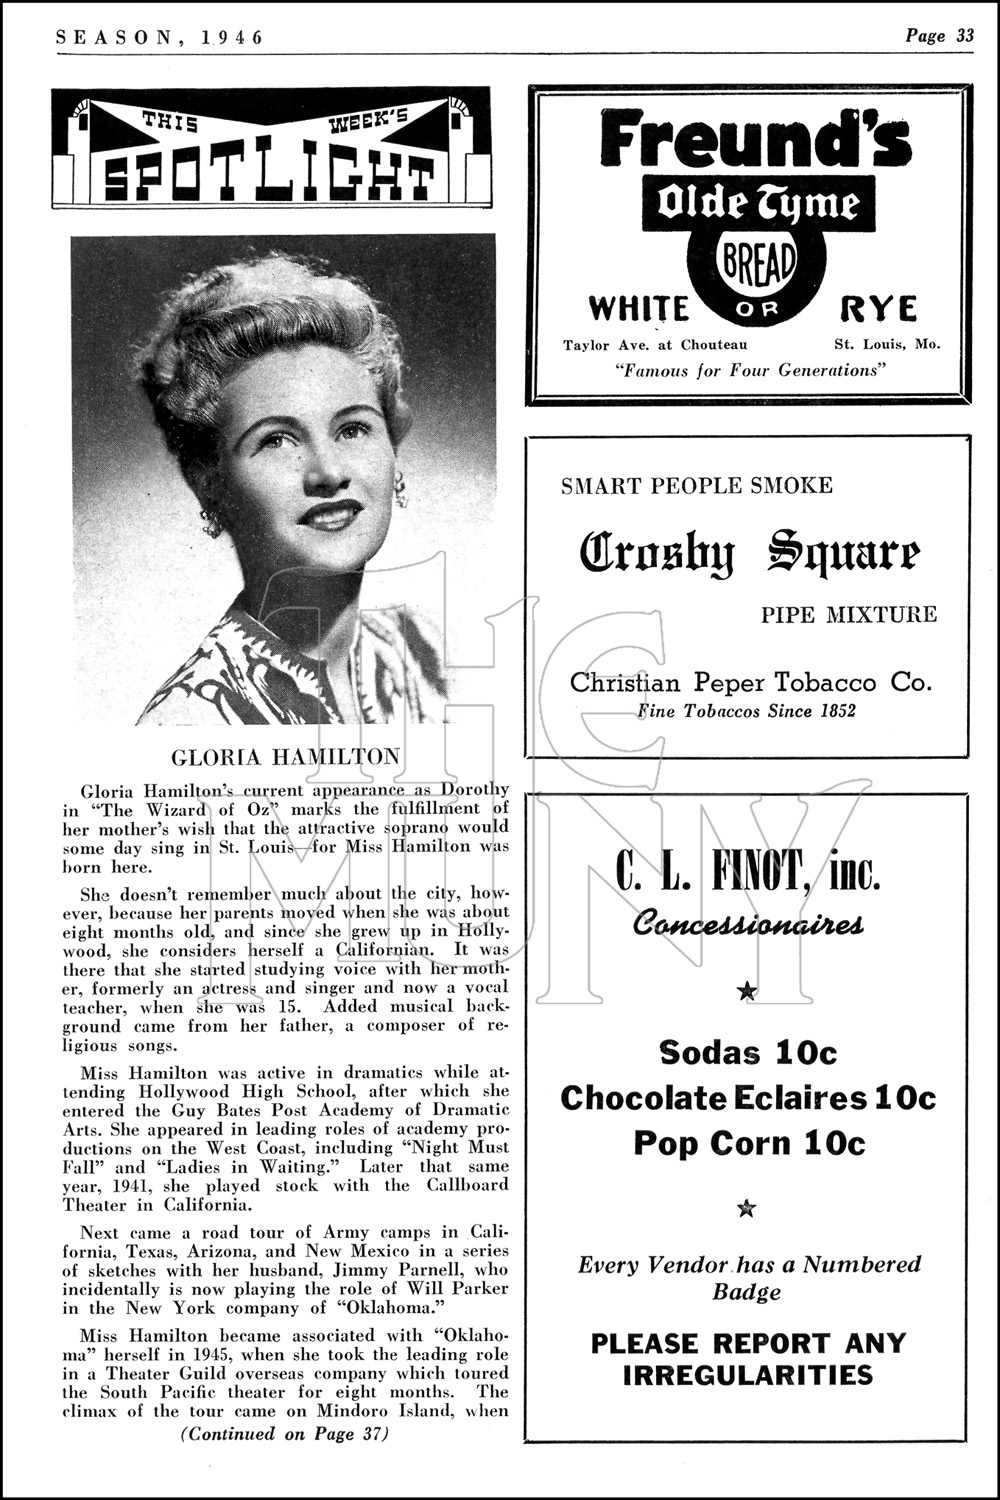 SEASON, 1946
Page 33
THIS WEEK'S
SPOTLIGHT
GLORIA HAMILTON
Gloria Hamilton's current appearance as Dorothy
in “The Wizard of Oz” marks the fulfillment of
her mother's wish that the attractive soprano would
some day sing in St. Louis—for Miss Hamilton was
born here.
She doesn't remember much about the city, how-
ever, because her parents moved when she was about
eight months old, and since she grew up in Holly-
wood, she considers herself a Californian. It was
there that she started studying voice with her moth-
er, formerly an actress and singer and now a vocal
teacher, when she was 15. Added musical back-
ground came from her father, a composer of re-
ligious songs.
Miss Hamilton was active in dramatics while at-
tending Hollywood High School, after which she
entered the Guy Bates Post Academy of Dramatic
Arts. She appeared in leading roles of academy pro-
ductions on the West Coast, including “Night Must
Fall” and “Ladies in Waiting.” Later that same
year, 1941, she played stock with the Callboard
Theater in California.
Next came a road tour of Army camps in Cali-
fornia, Texas, Arizona, and New Mexico in a series
of sketches with her husband, Jimmy Parnell, who
incidentally is now playing the role of Will Parker
in the New York company of “Oklahoma.”
Miss Hamilton became associated with “Oklaho-
ma” herself in 1945, when she took the leading role
in a Theater Guild overseas company which toured
the South Pacific theater for eight months. The
climax of the tour came on Mindoro Island, when
(Continued on Page 37)
Freund's
Olde Tyme
BREAD
WHITE OR RYE
Taylor Ave. at Chouteau St. Louis, Mo.
“Famous for Four Generations”
SMART PEOPLE SMOKE
Crosby Square
PIPE MIXTURE
Christian Peper Tobacco Co.
Fine Tobaccos Since 1852
C. L. FINOT, inc.
Concessionaires
Sodas 10c
Chocolate Eclaires 10c
Pop Corn 10c
Every Vendor has a Numbered
Badge
PLEASE REPORT ANY
IRREGULARITIES
THE
MUNY